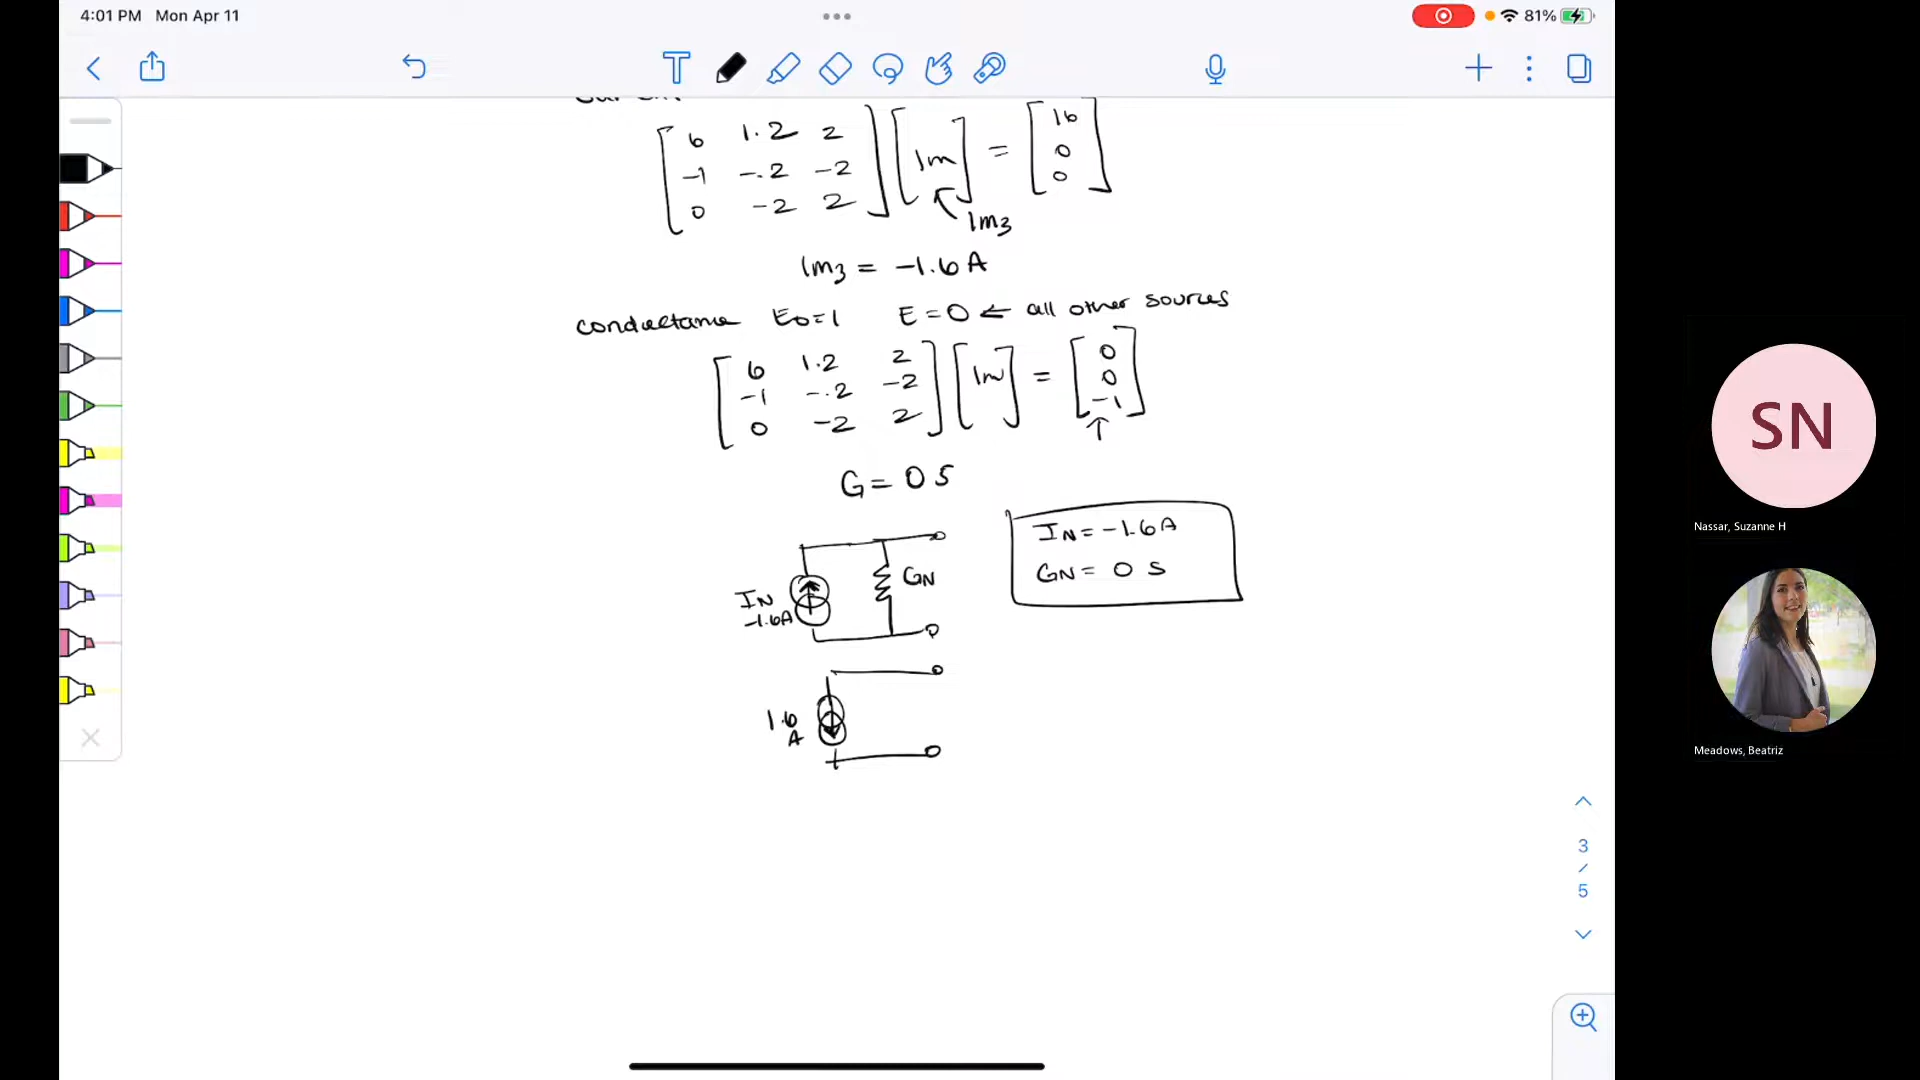 4:01 PM Mon Apr 11
81%
[ 6 1.2 2 ] [ Im ] = [ 16 ]
[ -1 -.2 -2 ] [ 0 ]
[ 0 -2 2 ] [ 0 ]
Im3
Im3 = -1.6 A
conductance E0=1 E=0 ← all other sources
[ 6 1.2 2 ] [ Im ] = [ 0 ]
[ -1 -.2 -2 ] [ 0 ]
[ 0 -2 2 ] [ -1 ]
↑
G = 0 S
IN = -1.6 A
GN = 0 S
GN
IN
-1.6A
1.6
A
3
/
5
SN
Nassar, Suzanne H
Meadows, Beatriz